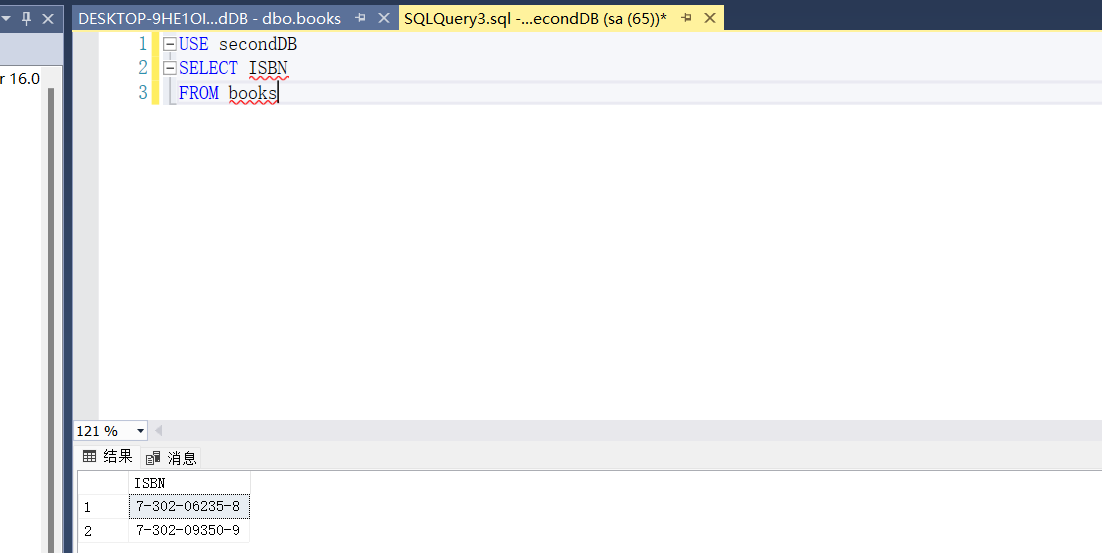 DESKTOP-9HE1OI...dDB - dbo.books
SQLQuery3.sql -...econdDB (sa (65))*
r 16.0
1 USE secondDB
2 SELECT ISBN
3 FROM books
121 %
结果
消息
ISBN
1 7-302-06235-8
2 7-302-09350-9